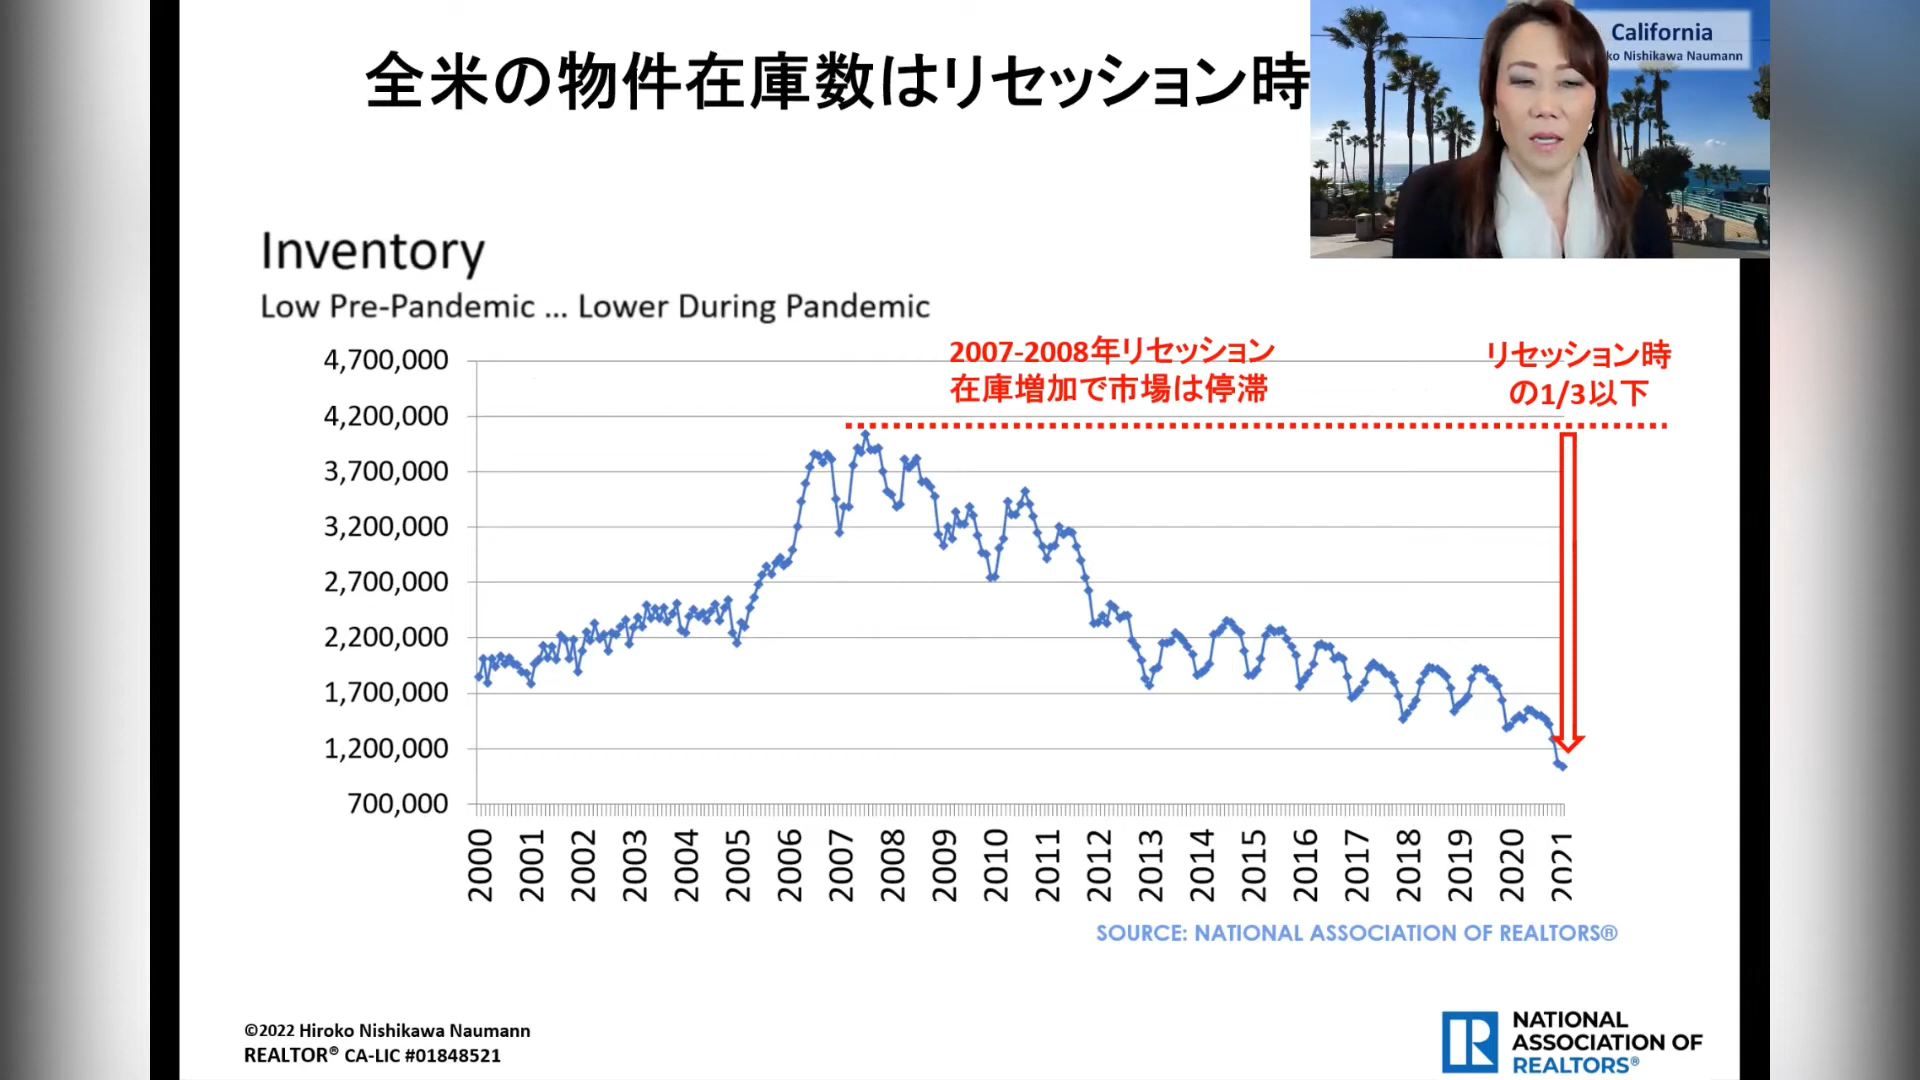 全米の物件在庫数はリセッション時
California
ko Nishikawa Naumann
Inventory
Low Pre-Pandemic ... Lower During Pandemic
2007-2008年リセッション
在庫増加で市場は停滞
リセッション時
の1/3以下
4,700,000
4,200,000
3,700,000
3,200,000
2,700,000
2,200,000
1,700,000
1,200,000
700,000
2000
2001
2002
2003
2004
2005
2006
2007
2008
2009
2010
2011
2012
2013
2014
2015
2016
2017
2018
2019
2020
2021
SOURCE: NATIONAL ASSOCIATION OF REALTORS®
©2022 Hiroko Nishikawa Naumann
REALTOR® CA-LIC #01848521
NATIONAL
ASSOCIATION OF
REALTORS®